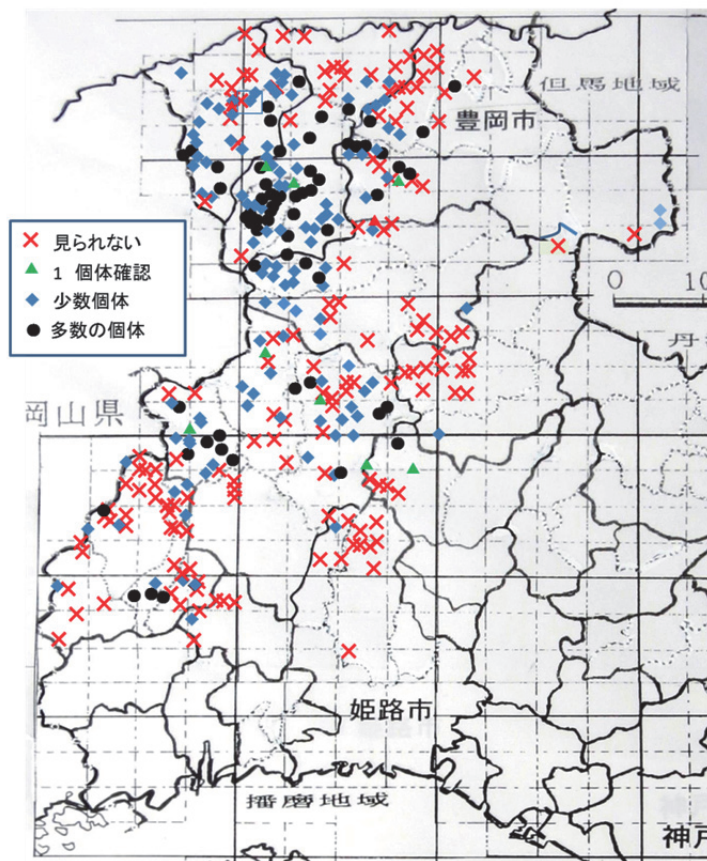 但馬地域
豊岡市
見られない
1 個体確認
少数個体
多数の個体
0
10
丹
岡山県
姫路市
播磨地域
神戸